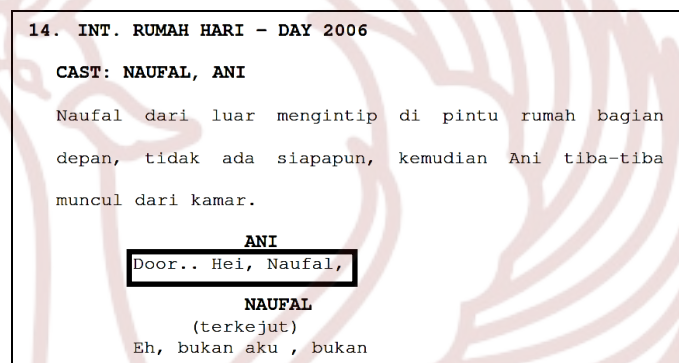 14. INT. RUMAH HARI – DAY 2006
CAST: NAUFAL, ANI
Naufal dari luar mengintip di pintu rumah bagian
depan, tidak ada siapapun, kemudian Ani tiba-tiba
muncul dari kamar.
ANI
Door.. Hei, Naufal,
NAUFAL
(terkejut)
Eh, bukan aku , bukan